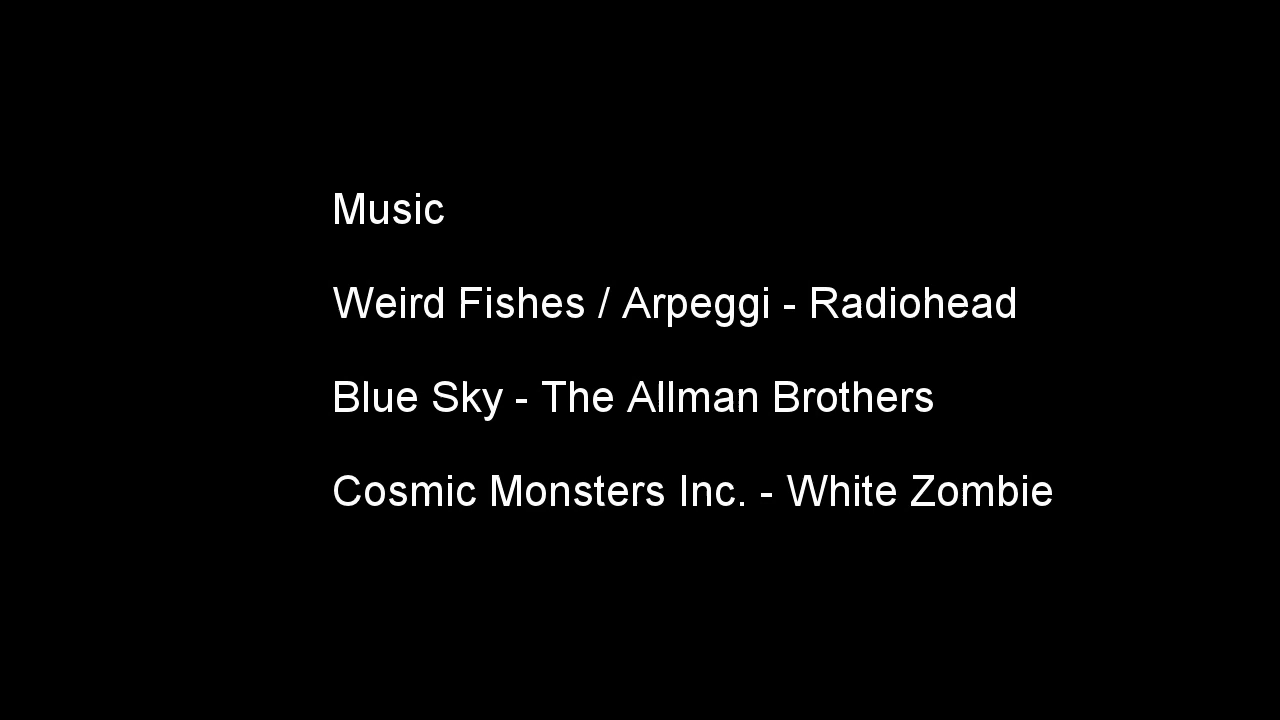 Music
Weird Fishes / Arpeggi - Radiohead
Blue Sky - The Allman Brothers
Cosmic Monsters Inc. - White Zombie